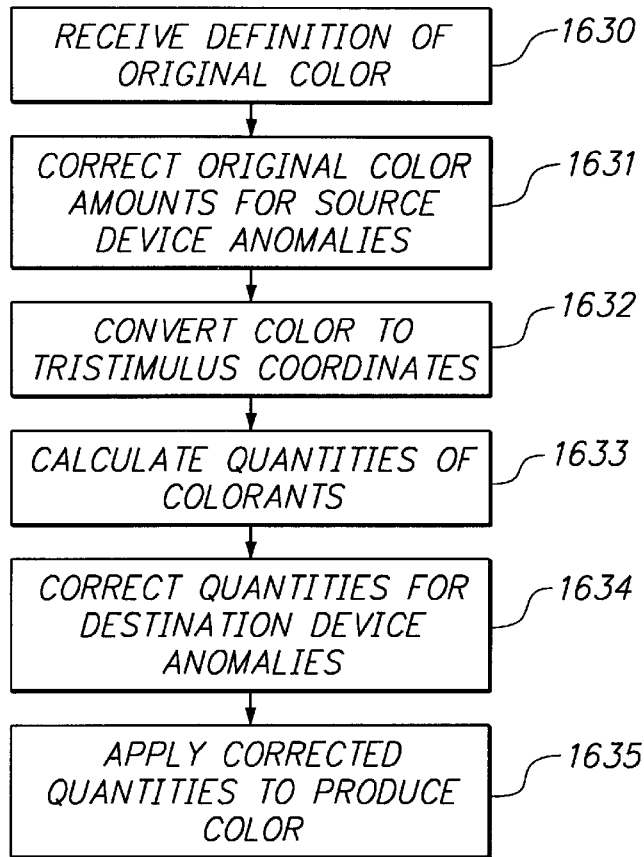 RECEIVE DEFINITION OF
ORIGINAL COLOR
1630
CORRECT ORIGINAL COLOR
AMOUNTS FOR SOURCE
DEVICE ANOMALIES
1631
CONVERT COLOR TO
TRISTIMULUS COORDINATES
1632
CALCULATE QUANTITIES OF
COLORANTS
1633
CORRECT QUANTITIES FOR
DESTINATION DEVICE
ANOMALIES
1634
APPLY CORRECTED
QUANTITIES TO PRODUCE
COLOR
1635